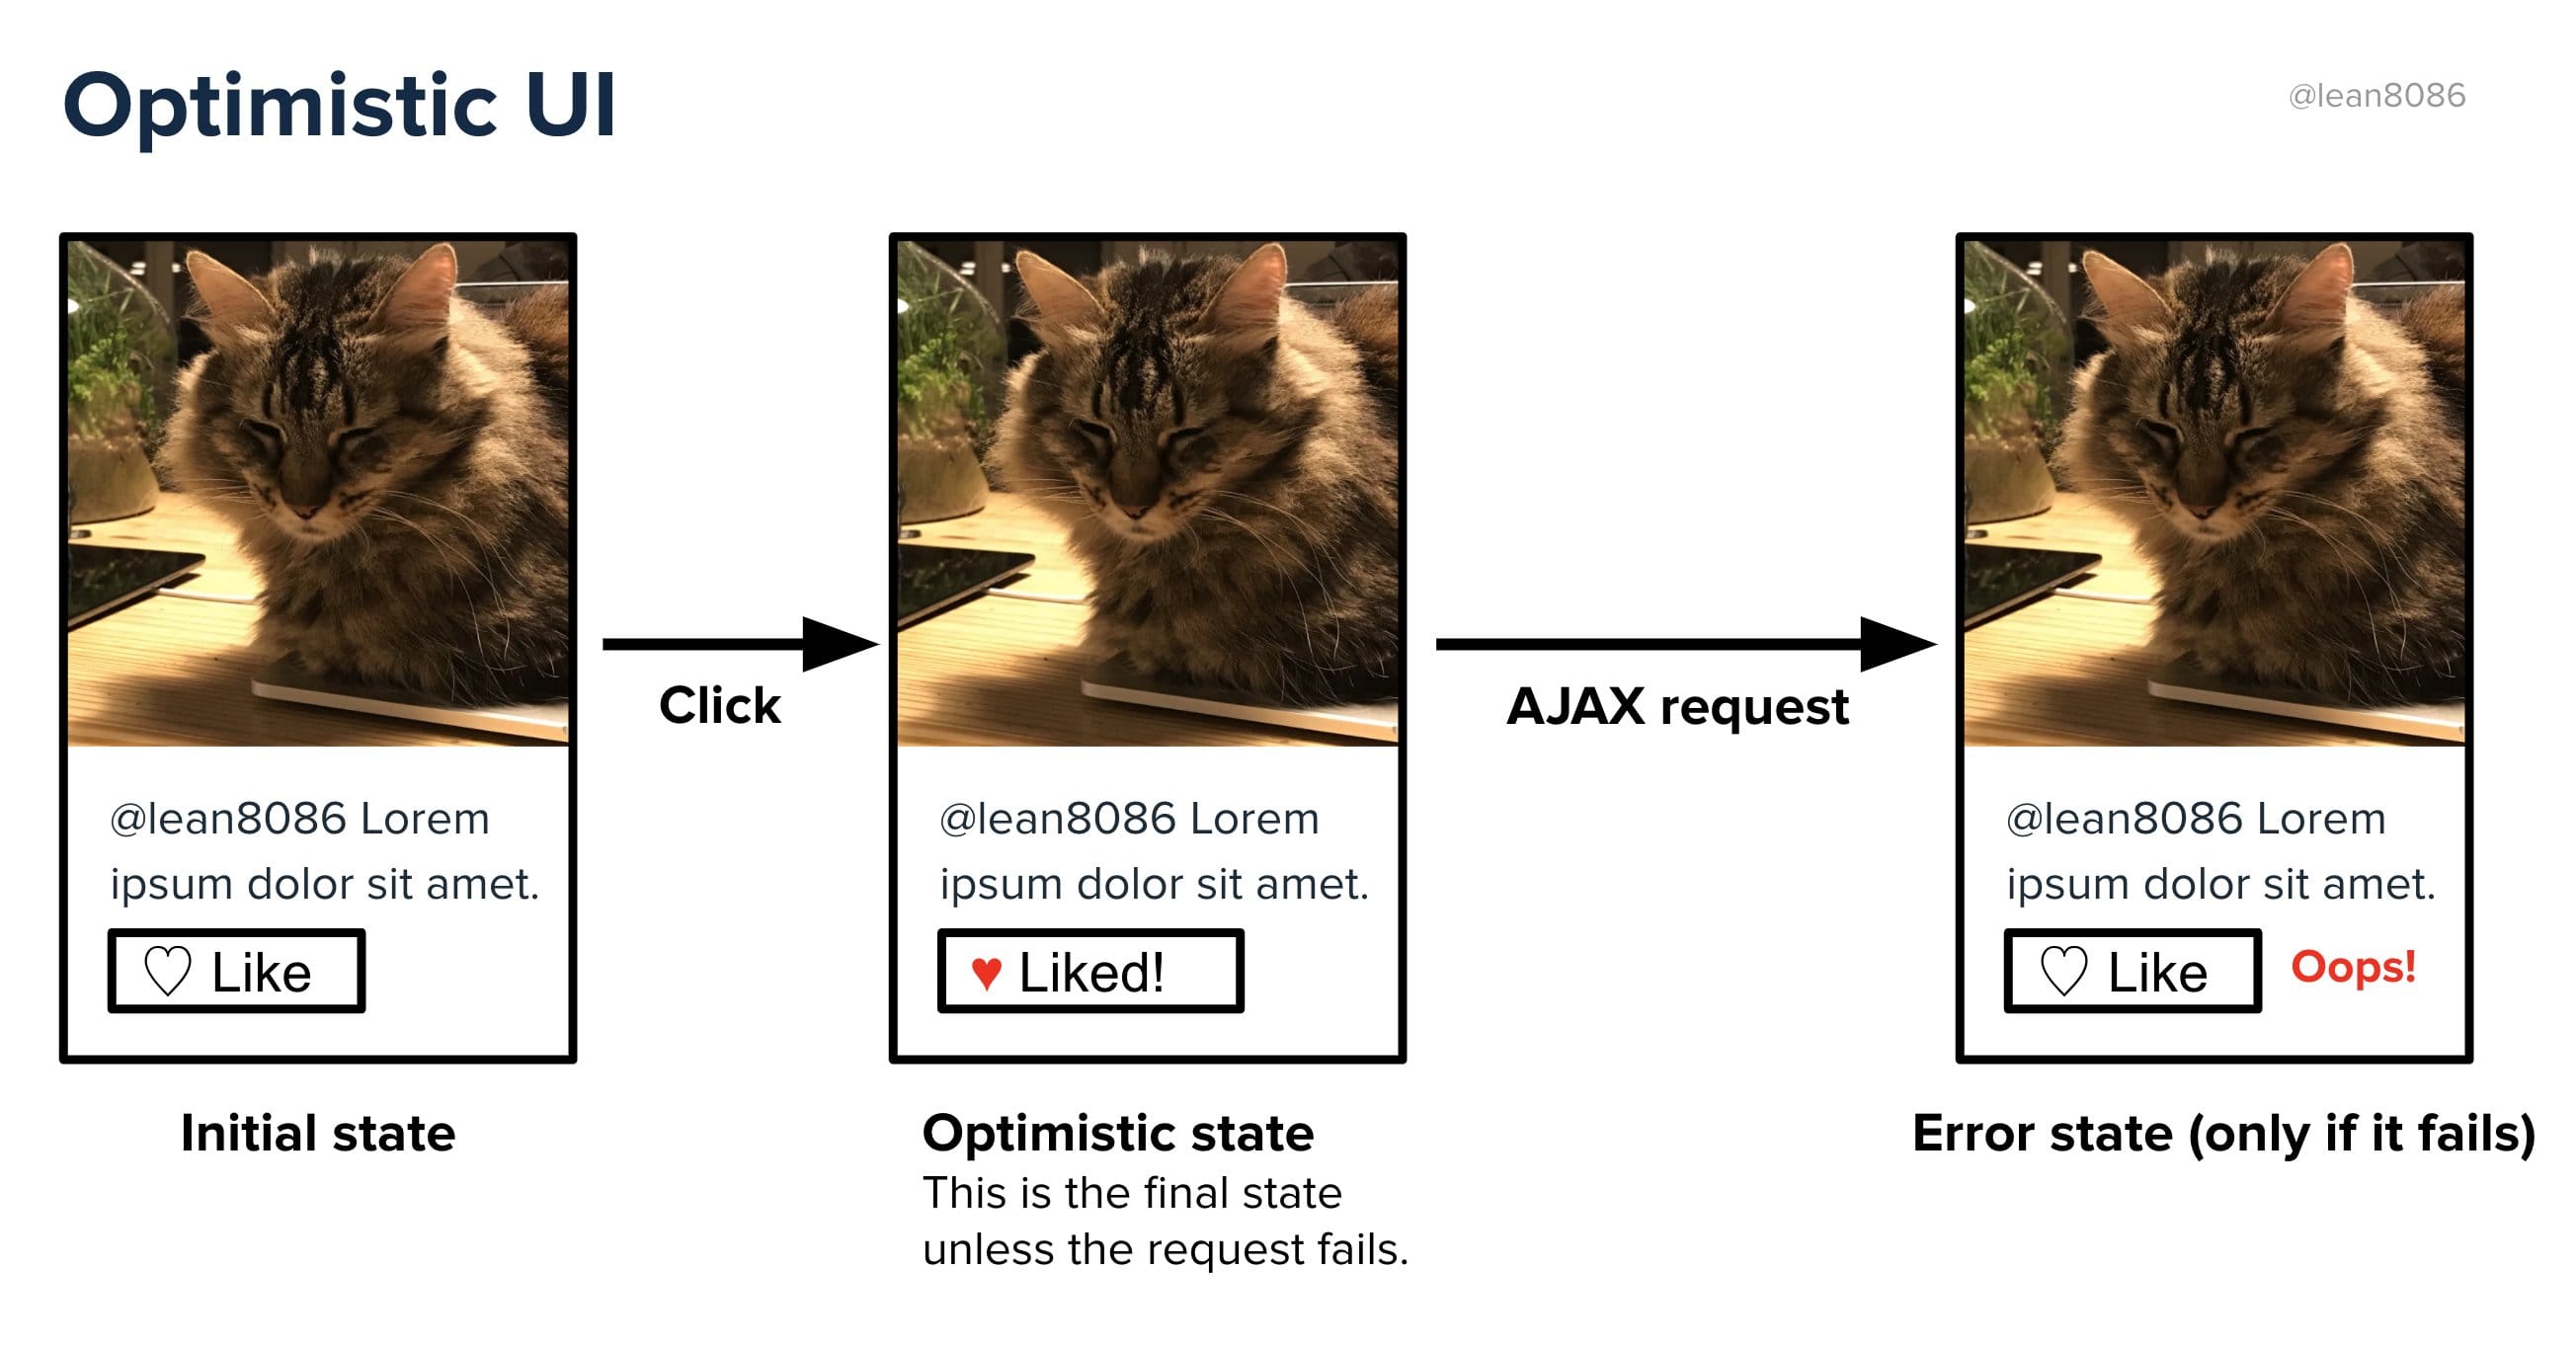 Optimistic UI
@lean8086
@lean8086 Lorem
ipsum dolor sit amet.
♡ Like
Initial state
Click
@lean8086 Lorem
ipsum dolor sit amet.
♥ Liked!
Optimistic state
This is the final state
unless the request fails.
AJAX request
@lean8086 Lorem
ipsum dolor sit amet.
♡ Like
Oops!
Error state (only if it fails)